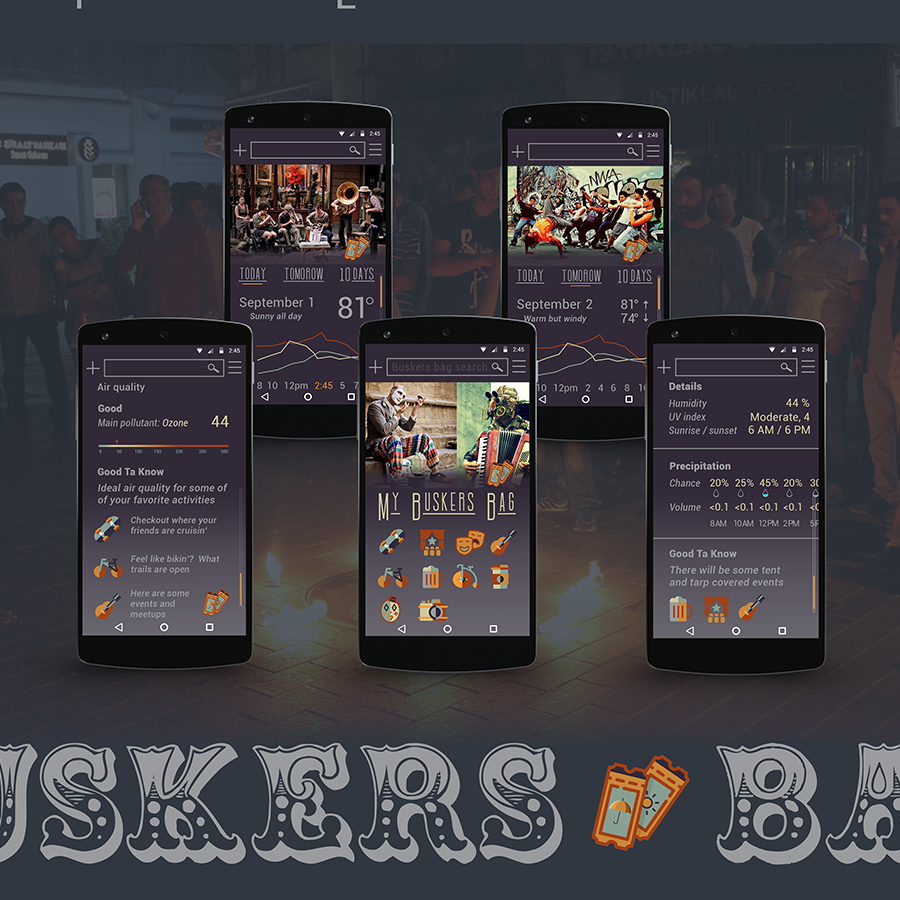 İSTİKLAL ECZANESİ
2:45
TODAY TOMOROW 10 DAYS
September 1
81°
Sunny all day
8 10 12pm 2:45 5 7
2:45
NWA
TODAY TOMOROW 10 DAYS
September 2
81° ↑
Warm but windy
74° ↓
10 12pm 2 4 6 8
2:45
Air quality
Good
Main pollutant: Ozone 44
0 50 100 150 200 300 400 500
Good Ta Know
Ideal air quality for some of
of your favorite activities
Checkout where your
friends are cruisin'
Feel like bikin'? What
trails are open
Here are some
events and
meetups
2:45
Buskers bag search
MY BUSKERS BAG
2:45
Details
Humidity 44 %
UV index Moderate, 4
Sunrise / sunset 6 AM / 6 PM
Precipitation
Chance 20% 25% 45% 20% 30
Volume <0.1 <0.1 <0.1 <0.1 <0
8AM 10AM 12PM 2PM 5P
Good Ta Know
There will be some tent
and tarp covered events
USKERS BA